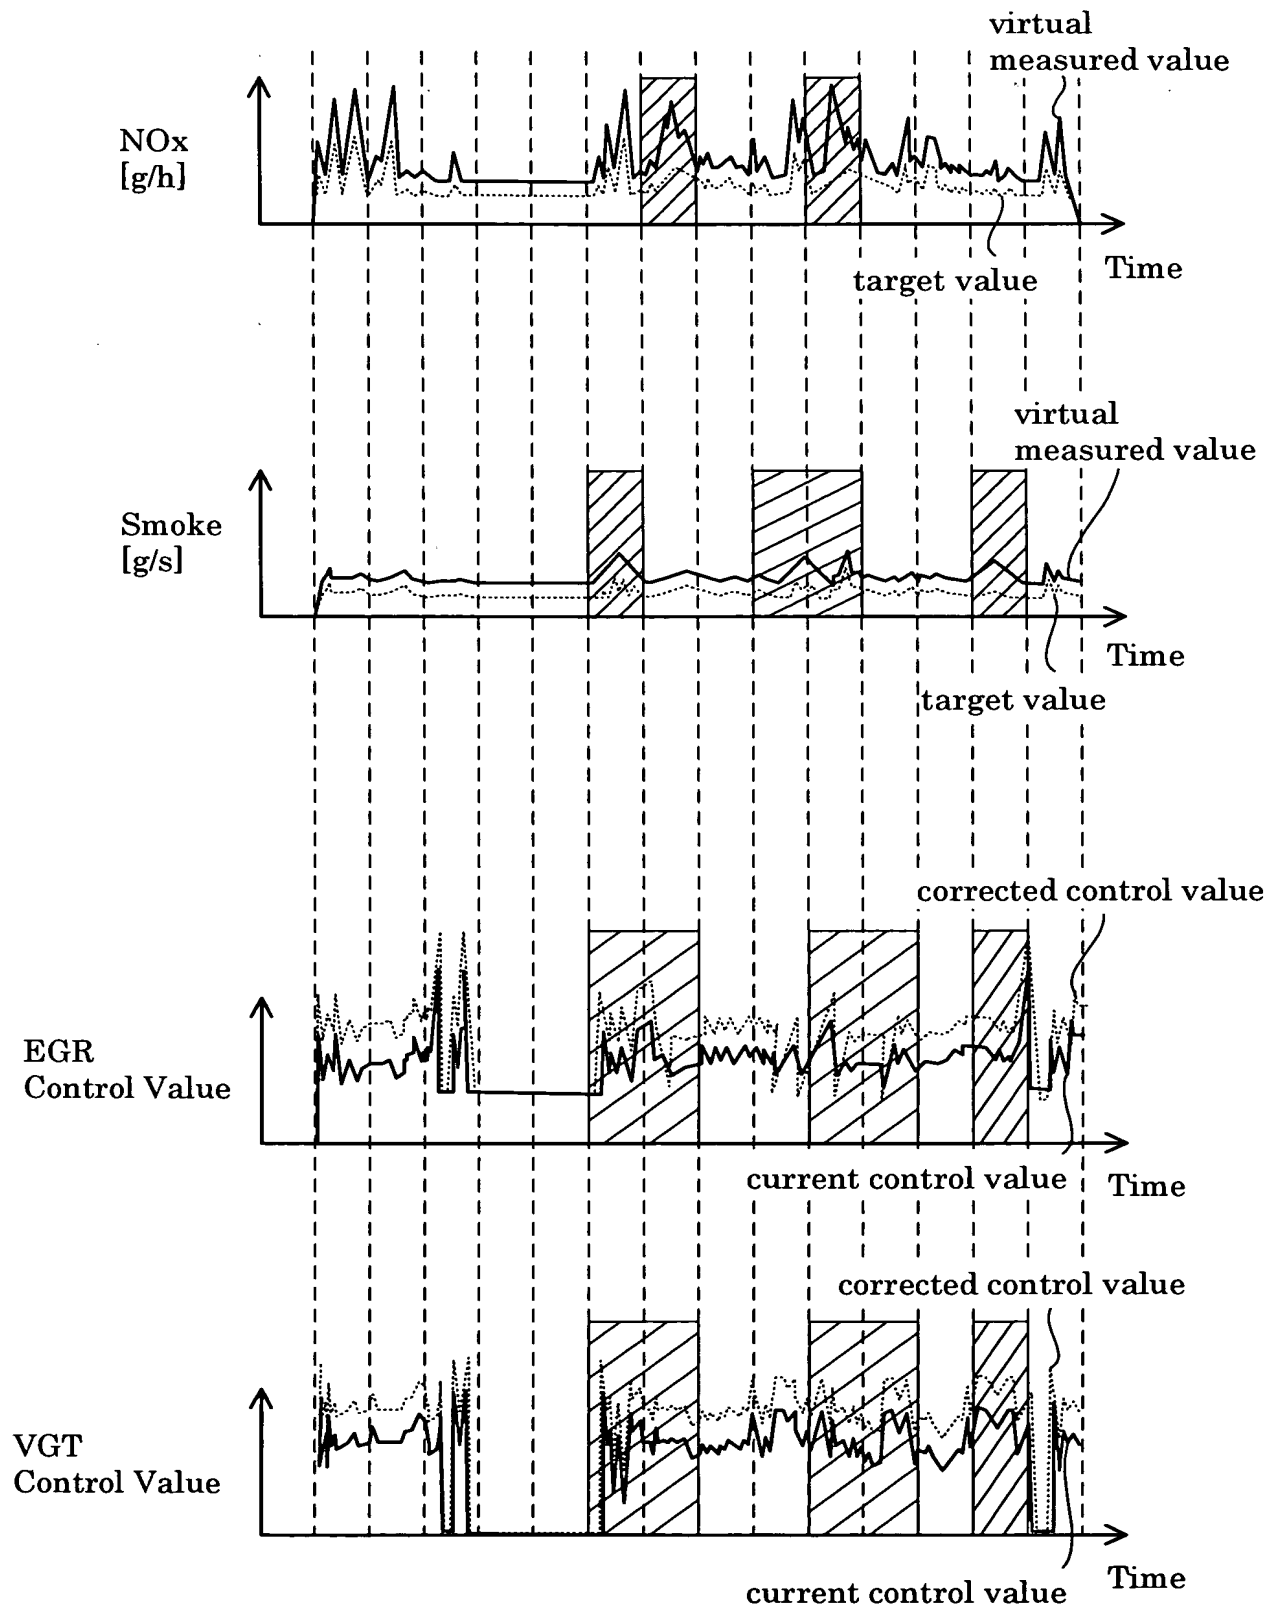 virtual
measured value
NOx
[g/h]
Time
target value
virtual
measured value
Smoke
[g/s]
Time
target value
corrected control value
EGR
Control Value
current control value
Time
corrected control value
VGT
Control Value
Time
current control value